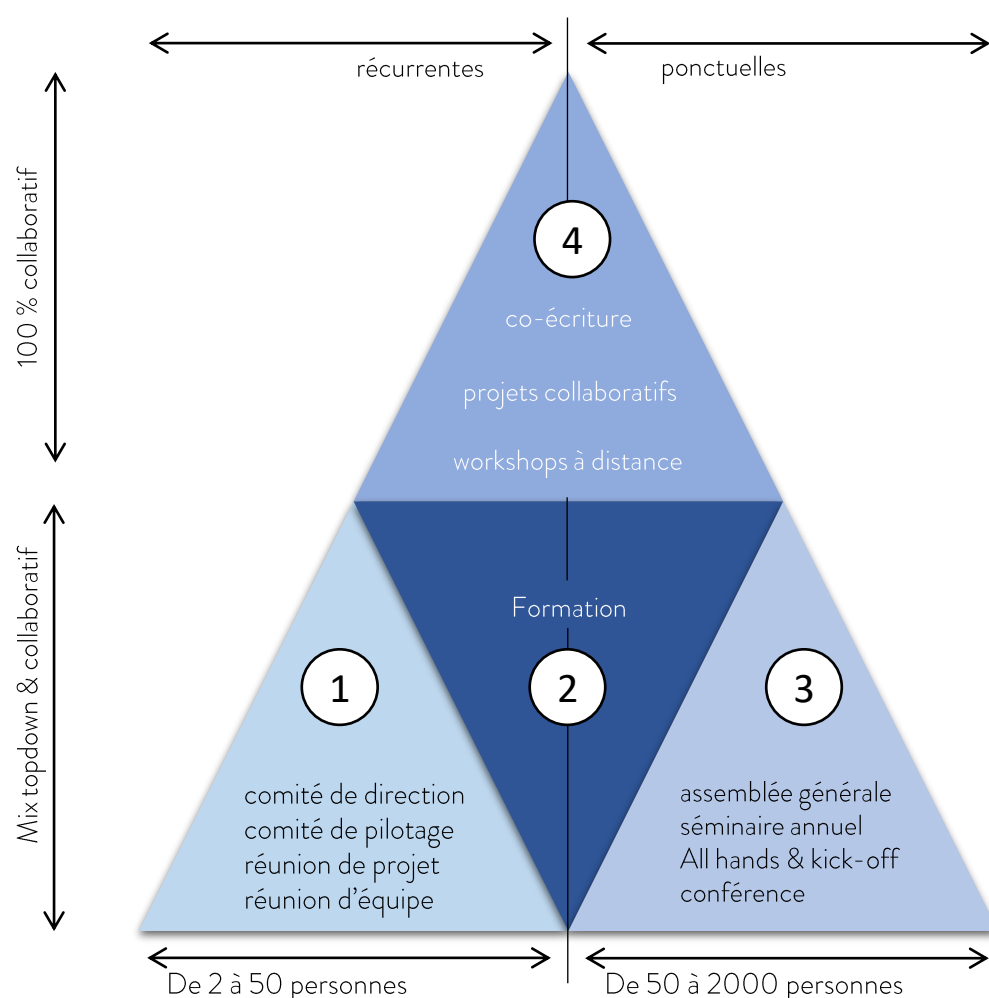 récurrentes
ponctuelles
100 % collaboratif
4
co-écriture
projets collaboratifs
workshops à distance
Mix topdown & collaboratif
Formation
1
2
3
comité de direction
comité de pilotage
réunion de projet
réunion d'équipe
assemblée générale
séminaire annuel
All hands & kick-off
conférence
De 2 à 50 personnes
De 50 à 2000 personnes